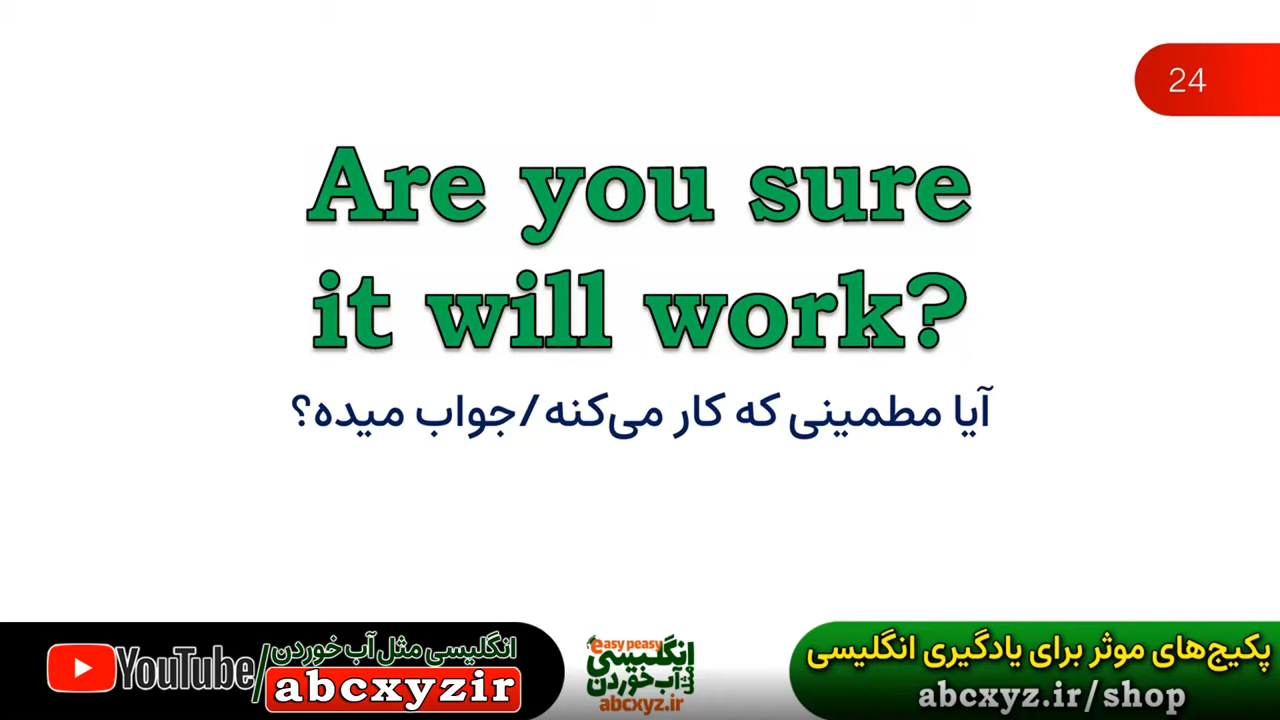 24
Are you sure
it will work?
آیا مطمینی که کار می‌کنه/جواب میده؟
YouTube/انگلیسی مثل آب خوردن
abcxyzir
easy peasy
انگلیسی
مثل آب خوردن
abcxyz.ir
پکیج‌های موثر برای یادگیری انگلیسی
abcxyz.ir/shop